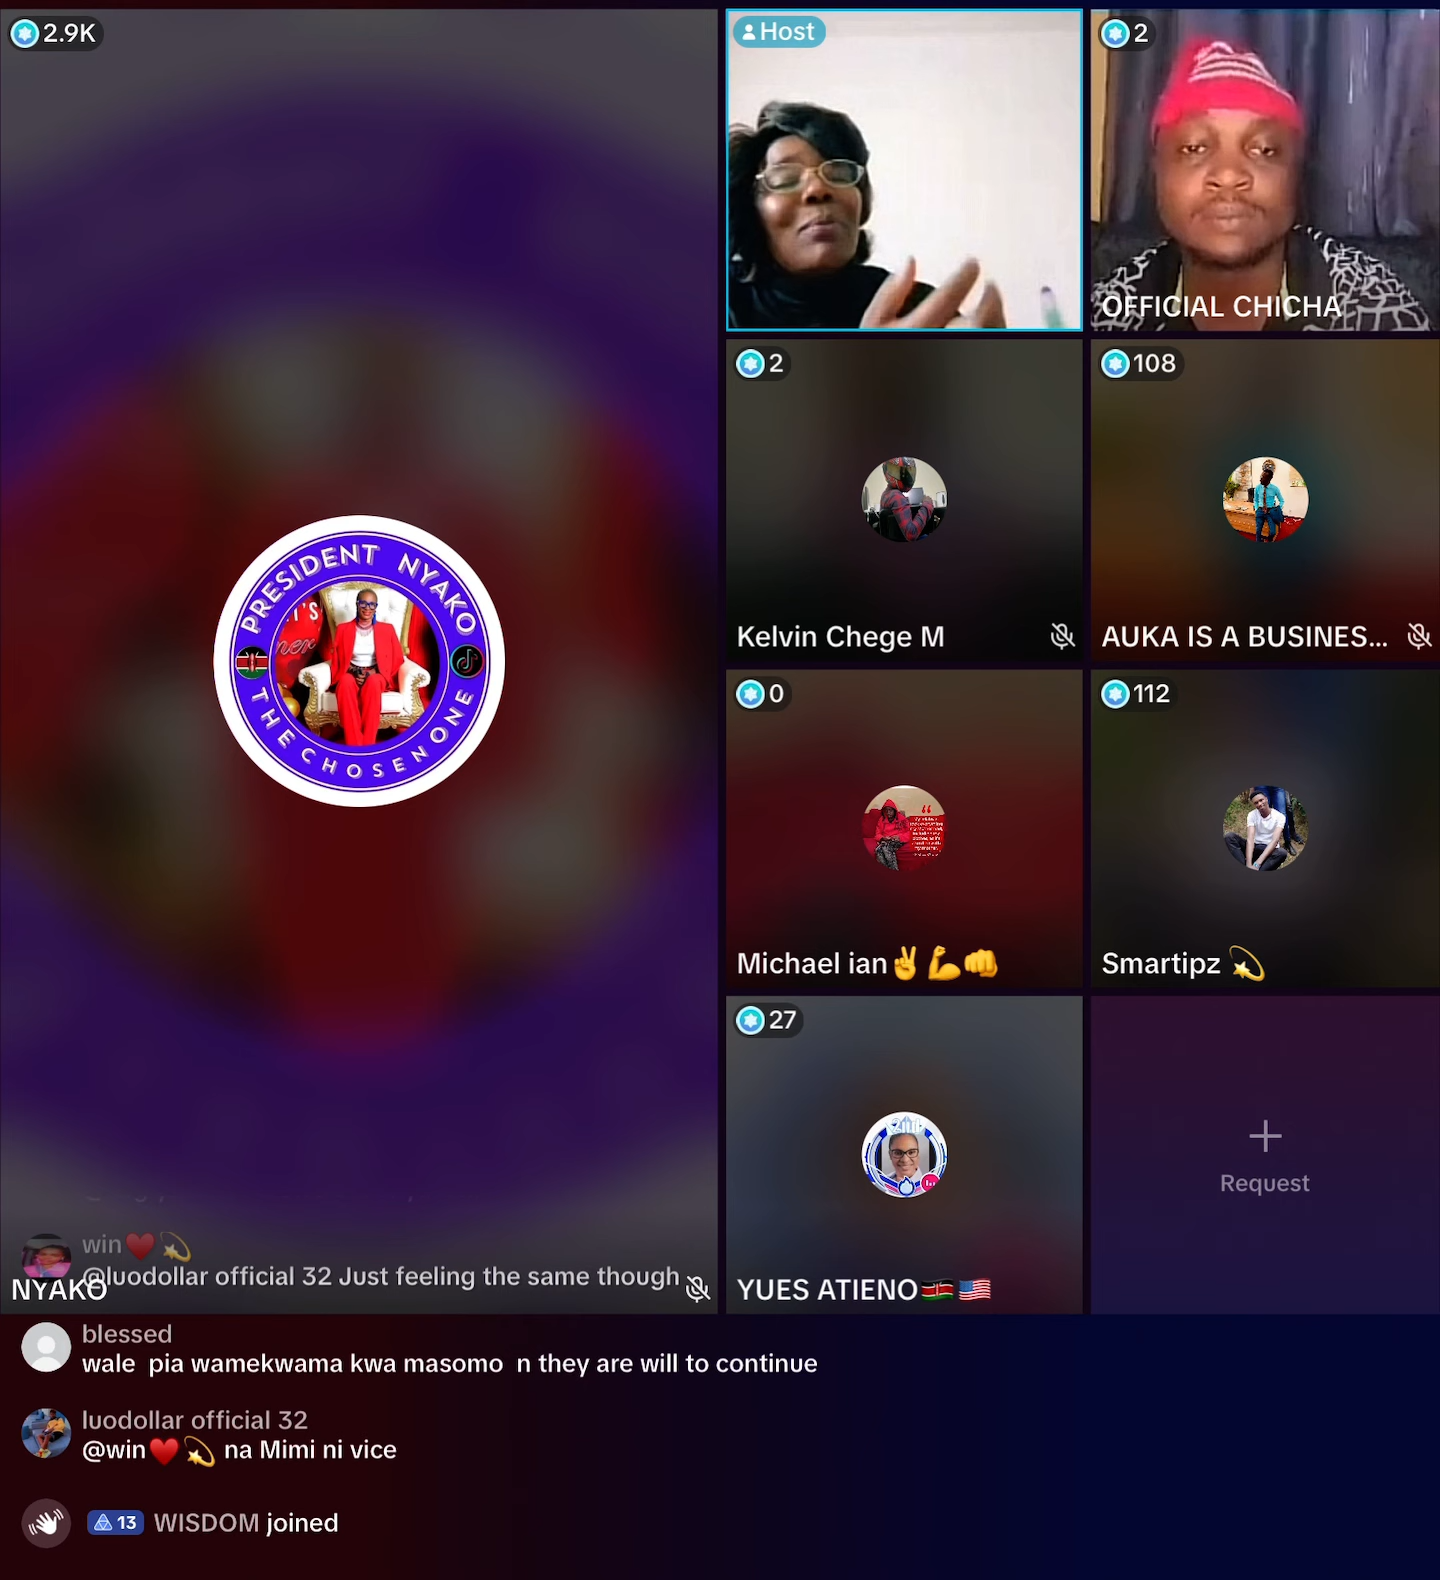 2.9K
PRESIDENT NYAKO
THE CHOSEN ONE
NYAKO
Host
2
OFFICIAL CHICHA
2
Kelvin Chege M
108
AUKA IS A BUSINES...
0
Michael ian✌💪👊
112
Smartipz 💫
27
YUES ATIENO🇰🇪🇺🇸
Request
win❤️💫
@luodollar official 32 Just feeling the same though
blessed
wale pia wamekwama kwa masomo n they are will to continue
luodollar official 32
@win❤️💫 na Mimi ni vice
13 WISDOM joined